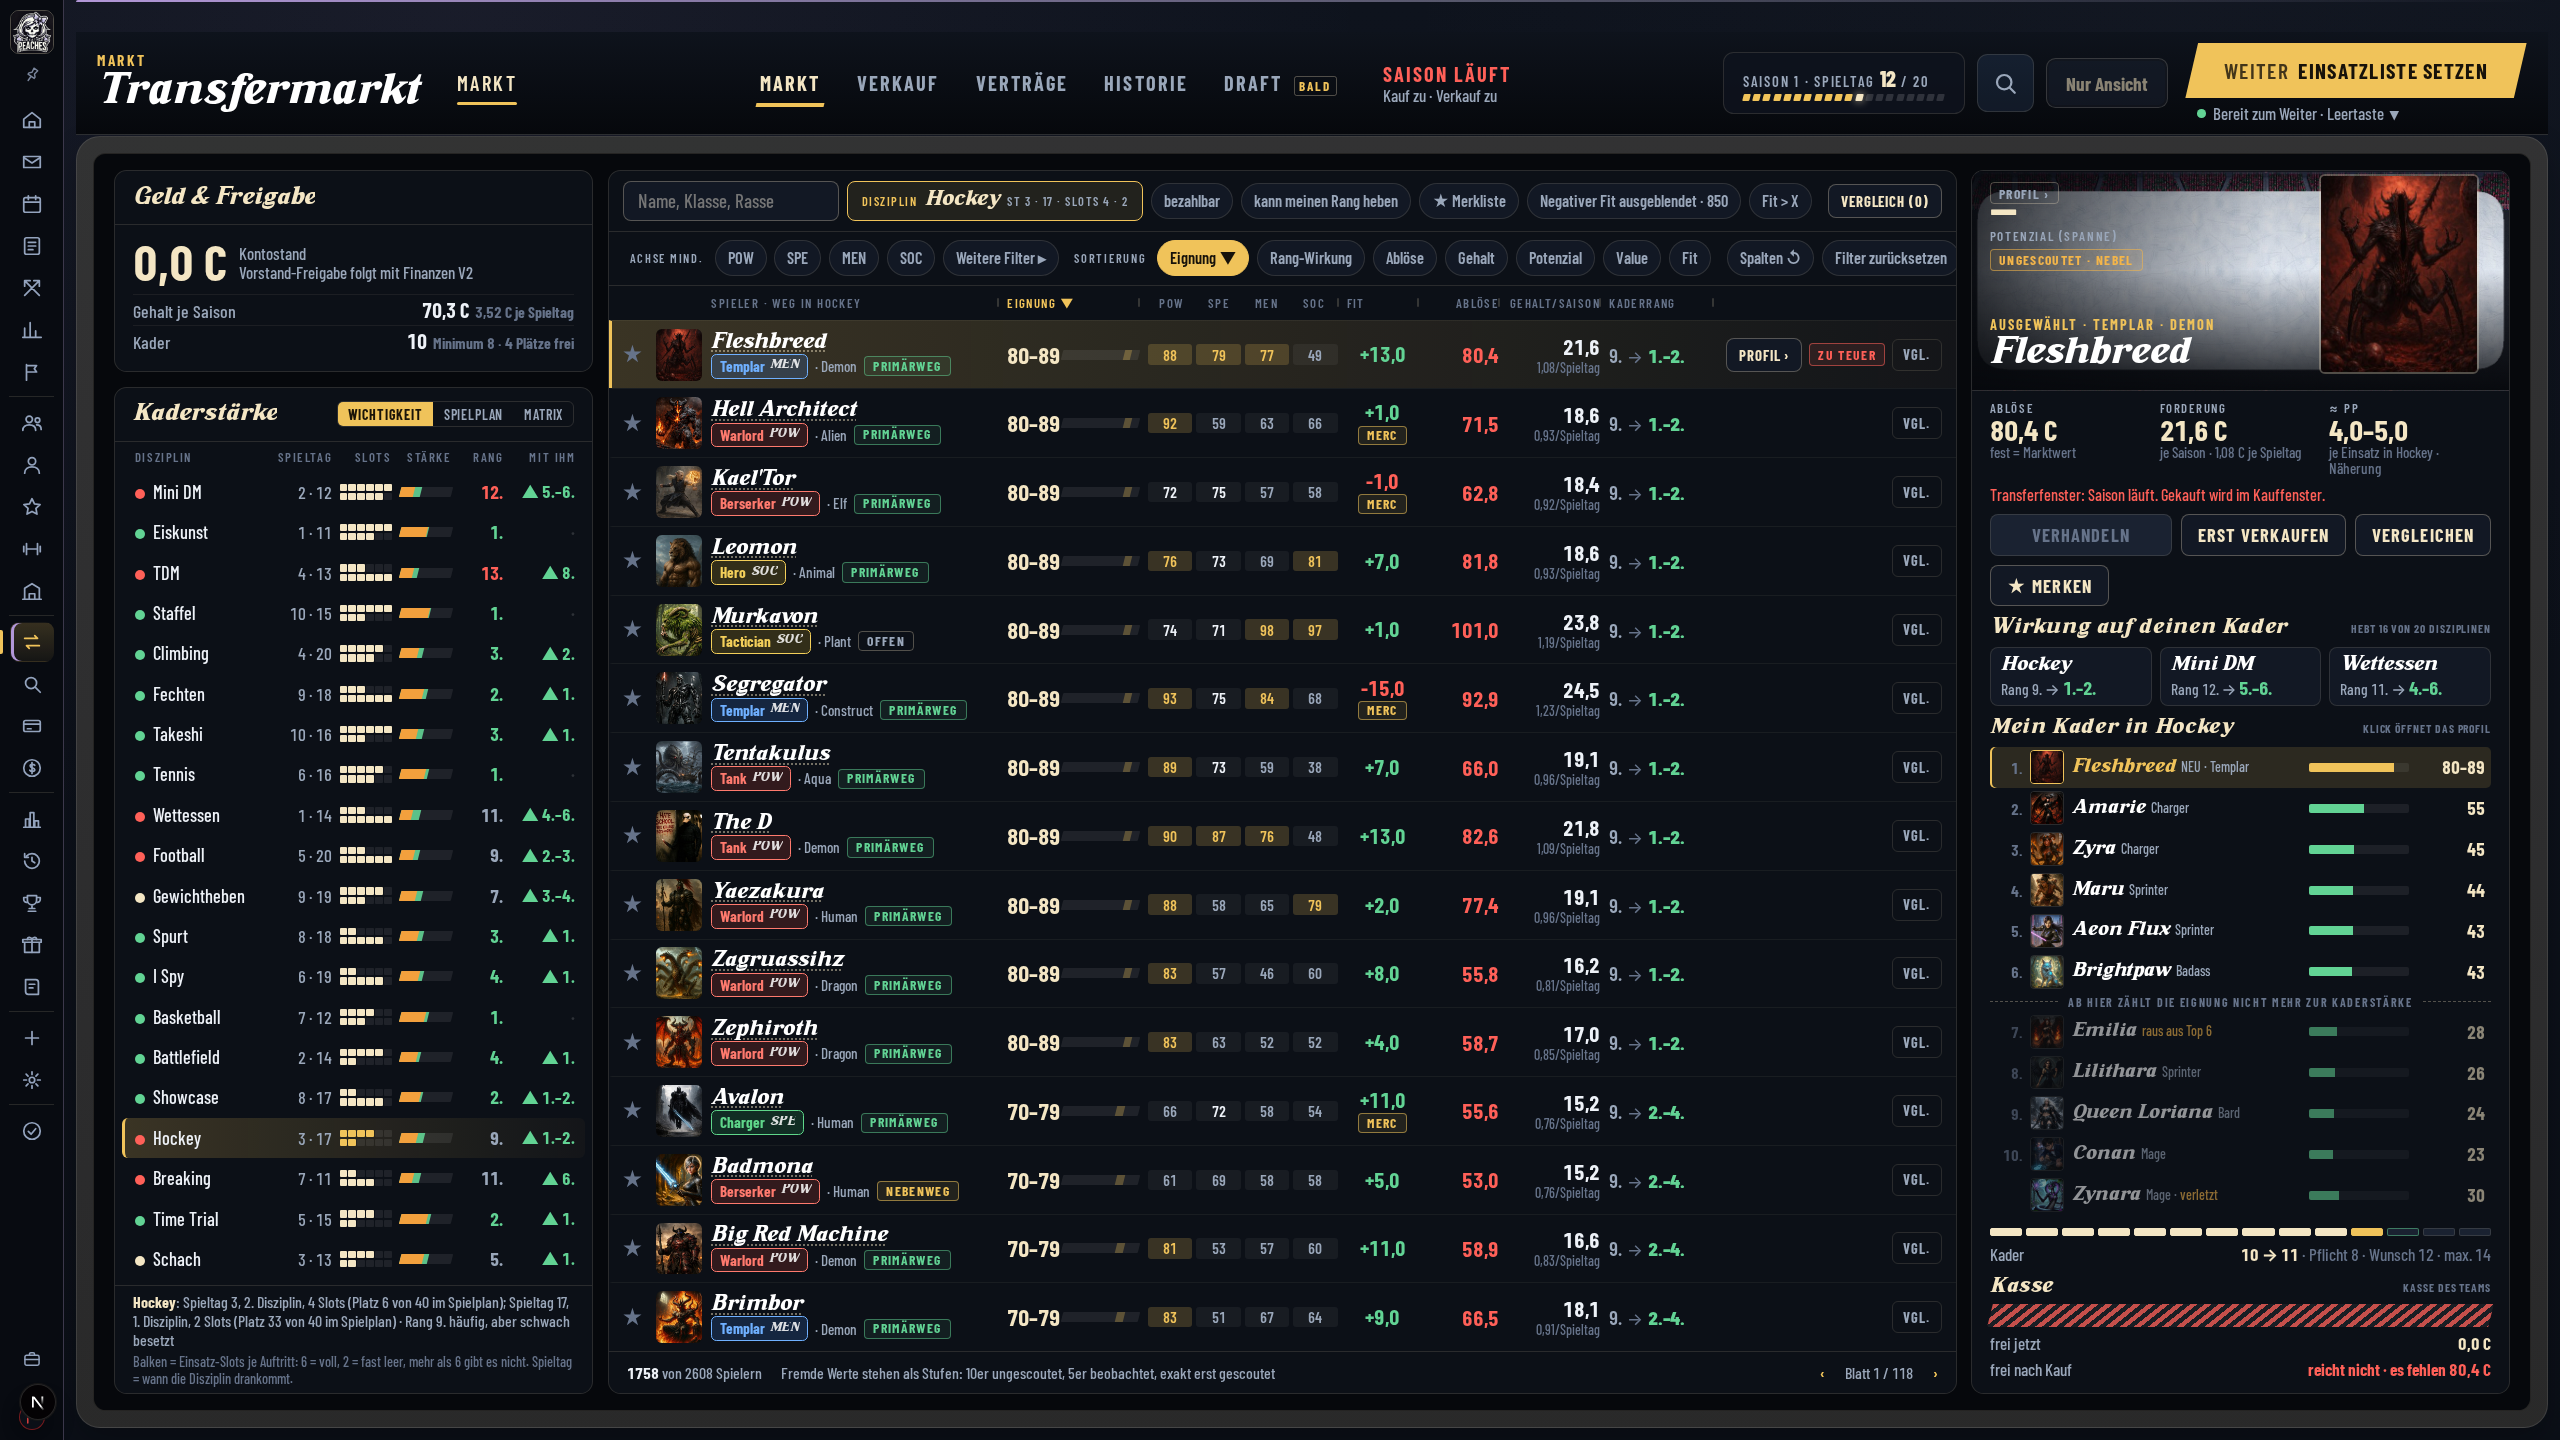 MARKT
Transfermarkt
MARKT
MARKT
VERKAUF
VERTRÄGE
HISTORIE
DRAFT BALD
SAISON LÄUFT
Kauf zu · Verkauf zu
SAISON 1 · SPIELTAG 12 / 20
Nur Ansicht
WEITER EINSATZLISTE SETZEN
Bereit zum Weiter · Leertaste ▼
Geld & Freigabe
0,0 C
Kontostand
Vorstand-Freigabe folgt mit Finanzen V2
Gehalt je Saison 70,3 C 3,52 C je Spieltag
Kader 10 Minimum 8 · 4 Plätze frei
Kaderstärke
WICHTIGKEIT SPIELPLAN MATRIX
DISZIPLIN SPIELTAG SLOTS STÄRKE RANG MIT IHM
Mini DM 2 · 12 12. ▲ 5.–6.
Eiskunst 1 · 11 1. ·
TDM 4 · 13 13. ▲ 8.
Staffel 10 · 15 1. ·
Climbing 4 · 20 3. ▲ 2.
Fechten 9 · 18 2. ▲ 1.
Takeshi 10 · 16 3. ▲ 1.
Tennis 6 · 16 1. ·
Wettessen 1 · 14 11. ▲ 4.–6.
Football 5 · 20 9. ▲ 2.–3.
Gewichtheben 9 · 19 7. ▲ 3.–4.
Spurt 8 · 18 3. ▲ 1.
I Spy 6 · 19 4. ▲ 1.
Basketball 7 · 12 1. ·
Battlefield 2 · 14 4. ▲ 1.
Showcase 8 · 17 2. ▲ 1.–2.
Hockey 3 · 17 9. ▲ 1.–2.
Breaking 7 · 11 11. ▲ 6.
Time Trial 5 · 15 2. ▲ 1.
Schach 3 · 13 5. ▲ 1.
Hockey: Spieltag 3, 2. Disziplin, 4 Slots (Platz 6 von 40 im Spielplan); Spieltag 17,
1. Disziplin, 2 Slots (Platz 33 von 40 im Spielplan) · Rang 9. häufig, aber schwach
besetzt
Balken = Einsatz-Slots je Auftritt: 6 = voll, 2 = fast leer, mehr als 6 gibt es nicht. Spieltag
= wann die Disziplin drankommt.
Name, Klasse, Rasse
DISZIPLIN Hockey ST 3 · 17 · SLOTS 4 · 2
bezahlbar
kann meinen Rang heben
★ Merkliste
Negativer Fit ausgeblendet · 850
Fit > X
VERGLEICH (0)
ACHSE MIND. POW SPE MEN SOC Weitere Filter ▸ SORTIERUNG Eignung ▼ Rang-Wirkung Ablöse Gehalt Potenzial Value Fit Spalten ↺ Filter zurücksetzen
SPIELER · WEG IN HOCKEY EIGNUNG ▼ POW SPE MEN SOC FIT ABLÖSE GEHALT/SAISON KADERRANG
Fleshbreed
Templar MEN · Demon PRIMÄRWEG
80–89 88 79 77 49 +13,0 80,4 21,6 1,08/Spieltag 9. → 1.–2. PROFIL › ZU TEUER VGL.
Hell Architect
Warlord POW · Alien PRIMÄRWEG
80–89 92 59 63 66 +1,0 MERC 71,5 18,6 0,93/Spieltag 9. → 1.–2. VGL.
Kael'Tor
Berserker POW · Elf PRIMÄRWEG
80–89 72 75 57 58 -1,0 MERC 62,8 18,4 0,92/Spieltag 9. → 1.–2. VGL.
Leomon
Hero SOC · Animal PRIMÄRWEG
80–89 76 73 69 81 +7,0 81,8 18,6 0,93/Spieltag 9. → 1.–2. VGL.
Murkavon
Tactician SOC · Plant OFFEN
80–89 74 71 98 97 +1,0 101,0 23,8 1,19/Spieltag 9. → 1.–2. VGL.
Segregator
Templar MEN · Construct PRIMÄRWEG
80–89 93 75 84 68 -15,0 MERC 92,9 24,5 1,23/Spieltag 9. → 1.–2. VGL.
Tentakulus
Tank POW · Aqua PRIMÄRWEG
80–89 89 73 59 38 +7,0 66,0 19,1 0,96/Spieltag 9. → 1.–2. VGL.
The D
Tank POW · Demon PRIMÄRWEG
80–89 90 87 76 48 +13,0 82,6 21,8 1,09/Spieltag 9. → 1.–2. VGL.
Yaezakura
Warlord POW · Human PRIMÄRWEG
80–89 88 58 65 79 +2,0 77,4 19,1 0,96/Spieltag 9. → 1.–2. VGL.
Zagruassihz
Warlord POW · Dragon PRIMÄRWEG
80–89 83 57 46 60 +8,0 55,8 16,2 0,81/Spieltag 9. → 1.–2. VGL.
Zephiroth
Warlord POW · Dragon PRIMÄRWEG
80–89 83 63 52 52 +4,0 58,7 17,0 0,85/Spieltag 9. → 1.–2. VGL.
Avalon
Charger SPE · Human PRIMÄRWEG
70–79 66 72 58 54 +11,0 MERC 55,6 15,2 0,76/Spieltag 9. → 2.–4. VGL.
Badmona
Berserker POW · Human NEBENWEG
70–79 61 69 58 58 +5,0 53,0 15,2 0,76/Spieltag 9. → 2.–4. VGL.
Big Red Machine
Warlord POW · Demon PRIMÄRWEG
70–79 81 53 57 60 +11,0 58,9 16,6 0,83/Spieltag 9. → 2.–4. VGL.
Brimbor
Templar MEN · Demon PRIMÄRWEG
70–79 83 51 67 64 +9,0 66,5 18,1 0,91/Spieltag 9. → 2.–4. VGL.
1758 von 2608 Spielern Fremde Werte stehen als Stufen: 10er ungescoutet, 5er beobachtet, exakt erst gescoutet ‹ Blatt 1 / 118 ›
PROFIL ›
POTENZIAL (SPANNE)
UNGESCOUTET · NEBEL
AUSGEWÄHLT · TEMPLAR · DEMON
Fleshbreed
ABLÖSE FORDERUNG ≈ PP
80,4 C 21,6 C 4,0–5,0
fest = Marktwert je Saison · 1,08 C je Spieltag je Einsatz in Hockey ·
Näherung
Transferfenster: Saison läuft. Gekauft wird im Kauffenster.
VERHANDELN ERST VERKAUFEN VERGLEICHEN
★ MERKEN
Wirkung auf deinen Kader HEBT 16 VON 20 DISZIPLINEN
Hockey Mini DM Wettessen
Rang 9. → 1.–2. Rang 12. → 5.–6. Rang 11. → 4.–6.
Mein Kader in Hockey KLICK ÖFFNET DAS PROFIL
1. Fleshbreed NEU · Templar 80–89
2. Amarie Charger 55
3. Zyra Charger 45
4. Maru Sprinter 44
5. Aeon Flux Sprinter 43
6. Brightpaw Badass 43
AB HIER ZÄHLT DIE EIGNUNG NICHT MEHR ZUR KADERSTÄRKE
7. Emilia raus aus Top 6 28
8. Lilithara Sprinter 26
9. Queen Loriana Bard 24
10. Conan Mage 23
Zynara Mage · verletzt 30
Kader 10 → 11 · Pflicht 8 · Wunsch 12 · max. 14
Kasse KASSE DES TEAMS
frei jetzt 0,0 C
frei nach Kauf reicht nicht · es fehlen 80,4 C
N